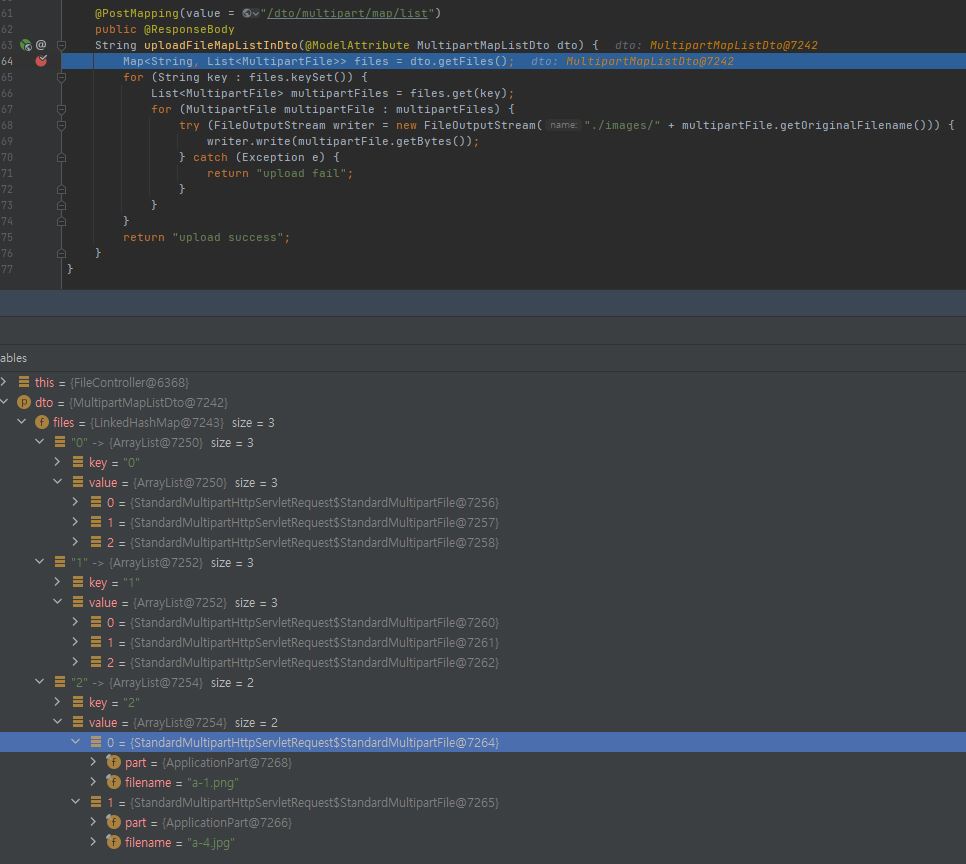 61 @PostMapping(value = "/dto/multipart/map/list")
62 public @ResponseBody
63 String uploadFileMapListInDto(@ModelAttribute MultipartMapListDto dto) { dto: MultipartMapListDto@7242
64 Map<String, List<MultipartFile>> files = dto.getFiles(); dto: MultipartMapListDto@7242
65 for (String key : files.keySet()) {
66 List<MultipartFile> multipartFiles = files.get(key);
67 for (MultipartFile multipartFile : multipartFiles) {
68 try (FileOutputStream writer = new FileOutputStream( name: "./images/" + multipartFile.getOriginalFilename())) {
69 writer.write(multipartFile.getBytes());
70 } catch (Exception e) {
71 return "upload fail";
72 }
73 }
74 }
75 return "upload success";
76 }
77 }
ables
this = {FileController@6368}
dto = {MultipartMapListDto@7242}
files = {LinkedHashMap@7243} size = 3
"0" -> {ArrayList@7250} size = 3
key = "0"
value = {ArrayList@7250} size = 3
0 = {StandardMultipartHttpServletRequest$StandardMultipartFile@7256}
1 = {StandardMultipartHttpServletRequest$StandardMultipartFile@7257}
2 = {StandardMultipartHttpServletRequest$StandardMultipartFile@7258}
"1" -> {ArrayList@7252} size = 3
key = "1"
value = {ArrayList@7252} size = 3
0 = {StandardMultipartHttpServletRequest$StandardMultipartFile@7260}
1 = {StandardMultipartHttpServletRequest$StandardMultipartFile@7261}
2 = {StandardMultipartHttpServletRequest$StandardMultipartFile@7262}
"2" -> {ArrayList@7254} size = 2
key = "2"
value = {ArrayList@7254} size = 2
0 = {StandardMultipartHttpServletRequest$StandardMultipartFile@7264}
part = {ApplicationPart@7268}
filename = "a-1.png"
1 = {StandardMultipartHttpServletRequest$StandardMultipartFile@7265}
part = {ApplicationPart@7266}
filename = "a-4.jpg"